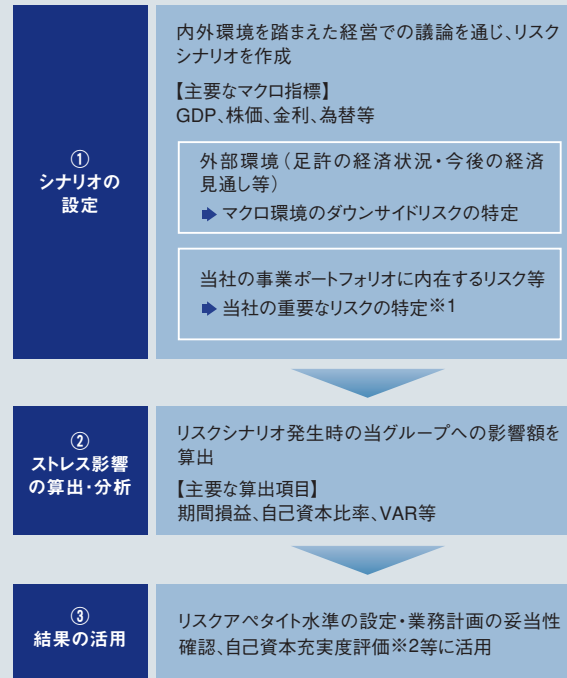 ①
シナリオの
設定
内外環境を踏まえた経営での議論を通じ、リスク
シナリオを作成
【主要なマクロ指標】
GDP、株価、金利、為替等
外部環境（足許の経済状況・今後の経済
見通し等）
マクロ環境のダウンサイドリスクの特定
当社の事業ポートフォリオに内在するリスク等
当社の重要なリスクの特定※1
②
ストレス影響
の算出・分析
リスクシナリオ発生時の当グループへの影響額を
算出
【主要な算出項目】
期間損益、自己資本比率、VAR等
③
結果の活用
リスクアペタイト水準の設定・業務計画の妥当性
確認、自己資本充実度評価※2等に活用